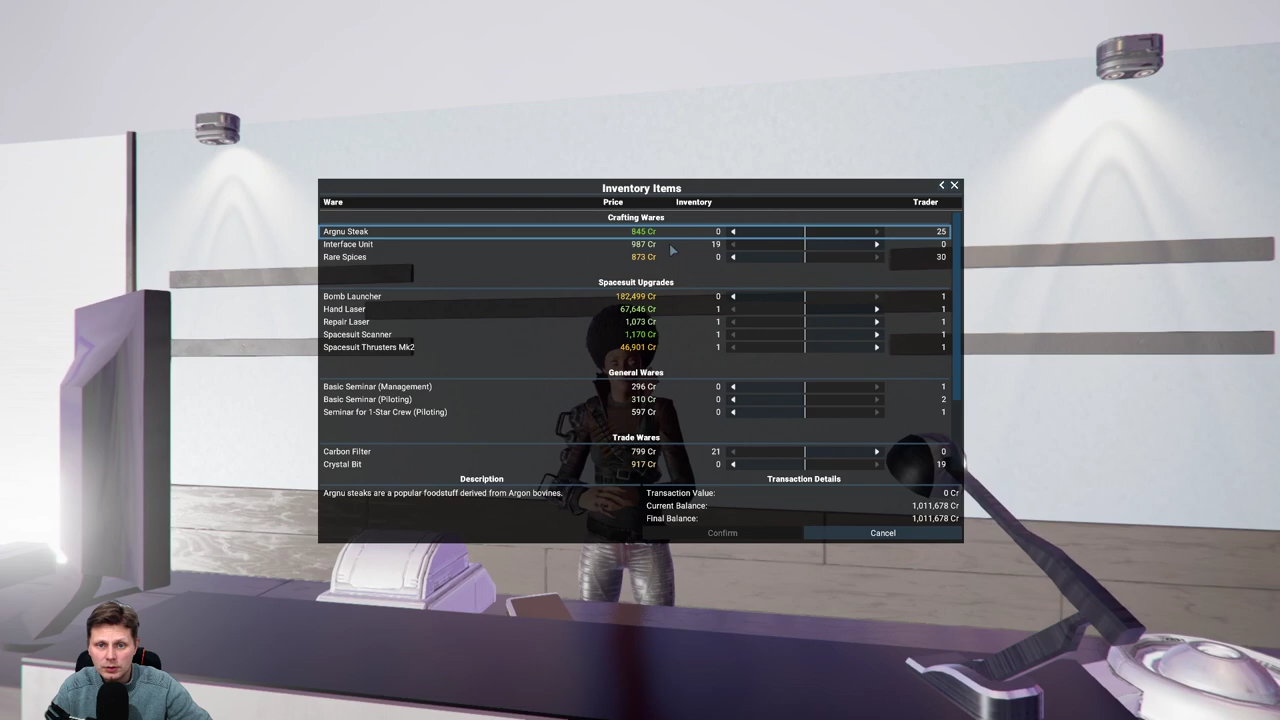 Inventory Items
Ware Price Inventory Trader
Crafting Wares
Argnu Steak 845 Cr 0 25
Interface Unit 987 Cr 19 0
Rare Spices 873 Cr 0 30
Spacesuit Upgrades
Bomb Launcher 182,499 Cr 0 1
Hand Laser 67,646 Cr 1 1
Repair Laser 1,073 Cr 1 1
Spacesuit Scanner 1,170 Cr 1 1
Spacesuit Thrusters Mk2 46,901 Cr 1 1
General Wares
Basic Seminar (Management) 296 Cr 0 1
Basic Seminar (Piloting) 310 Cr 0 2
Seminar for 1-Star Crew (Piloting) 597 Cr 0 1
Trade Wares
Carbon Filter 799 Cr 21 0
Crystal Bit 917 Cr 0 19
Description
Argnu steaks are a popular foodstuff derived from Argon bovines.
Transaction Details
Transaction Value: 0 Cr
Current Balance: 1,011,678 Cr
Final Balance: 1,011,678 Cr
Confirm Cancel